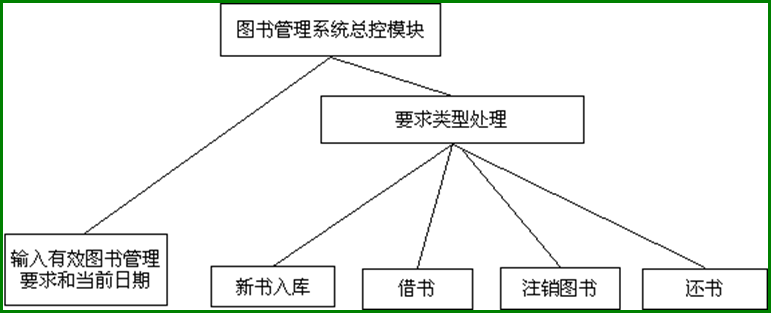 图书管理系统总控模块
要求类型处理
输入有效图书管理
要求和当前日期
新书入库
借书
注销图书
还书